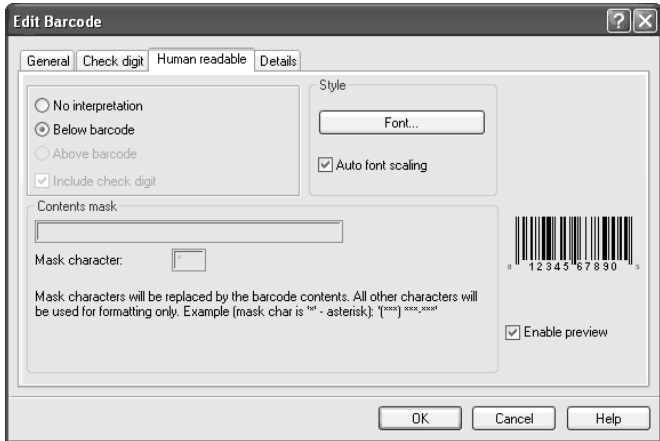 Edit Barcode
General
Check digit
Human readable
Details
No interpretation
Below barcode
Above barcode
Include check digit
Style
Font...
Auto font scaling
Contents mask
Mask character:
*
Mask characters will be replaced by the barcode contents. All other characters will
be used for formatting only. Example (mask char is '*' - asterisk): '(***) ***-***'
0 12345 67890 5
Enable preview
OK
Cancel
Help